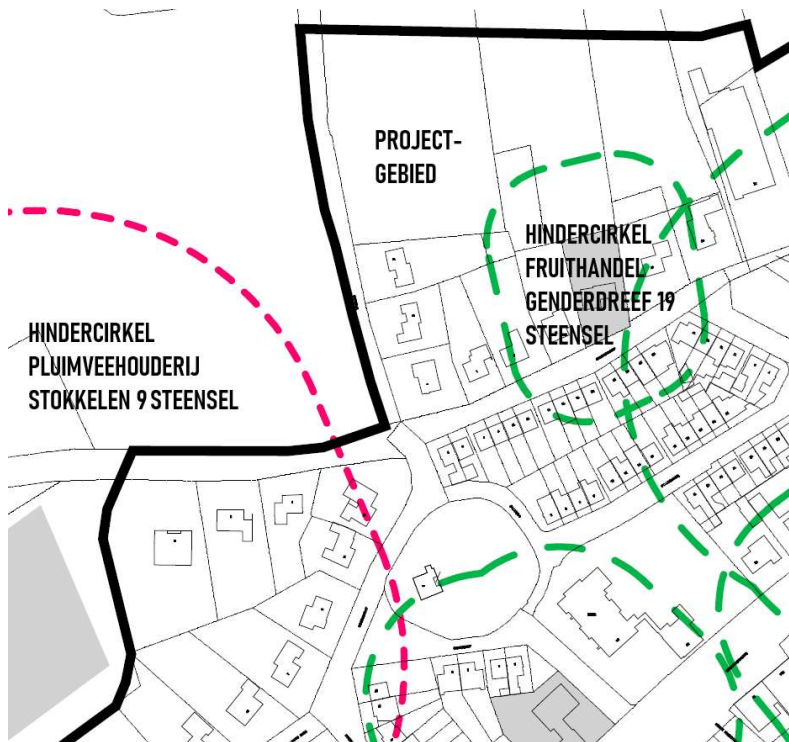 PROJECT-
GEBIED
HINDERCIRKEL
FRUITHANDEL
GENDERDREEF 19
STEENSEL
HINDERCIRKEL
PLUIMVEEHOUDERIJ
STOKKELEN 9 STEENSEL